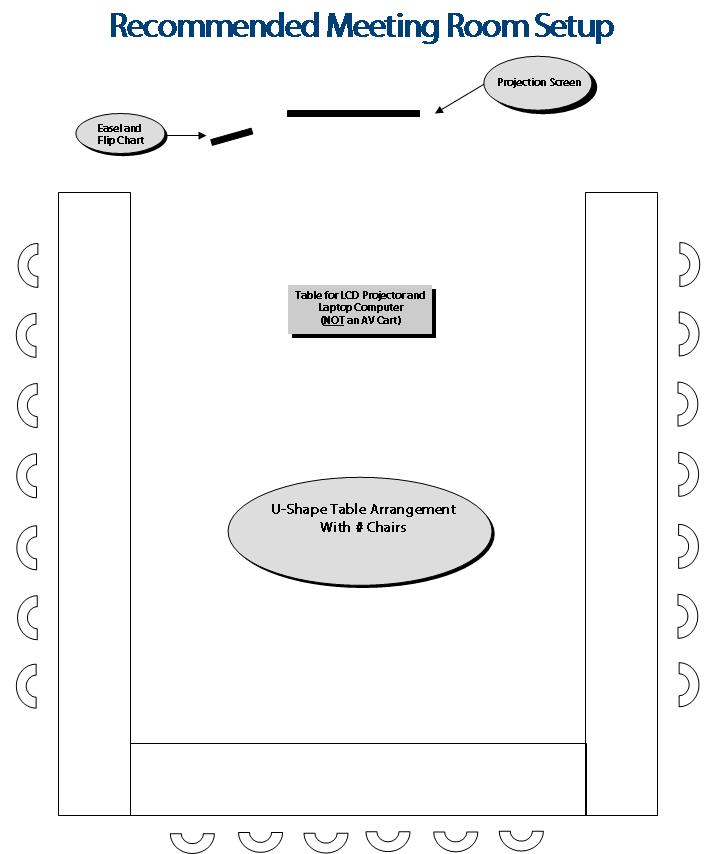 Recommended Meeting Room Setup
Projection Screen
Easel and
Flip Chart
Table for LCD Projector and
Laptop Computer
(NOT an AV Cart)
U-Shape Table Arrangement
With # Chairs